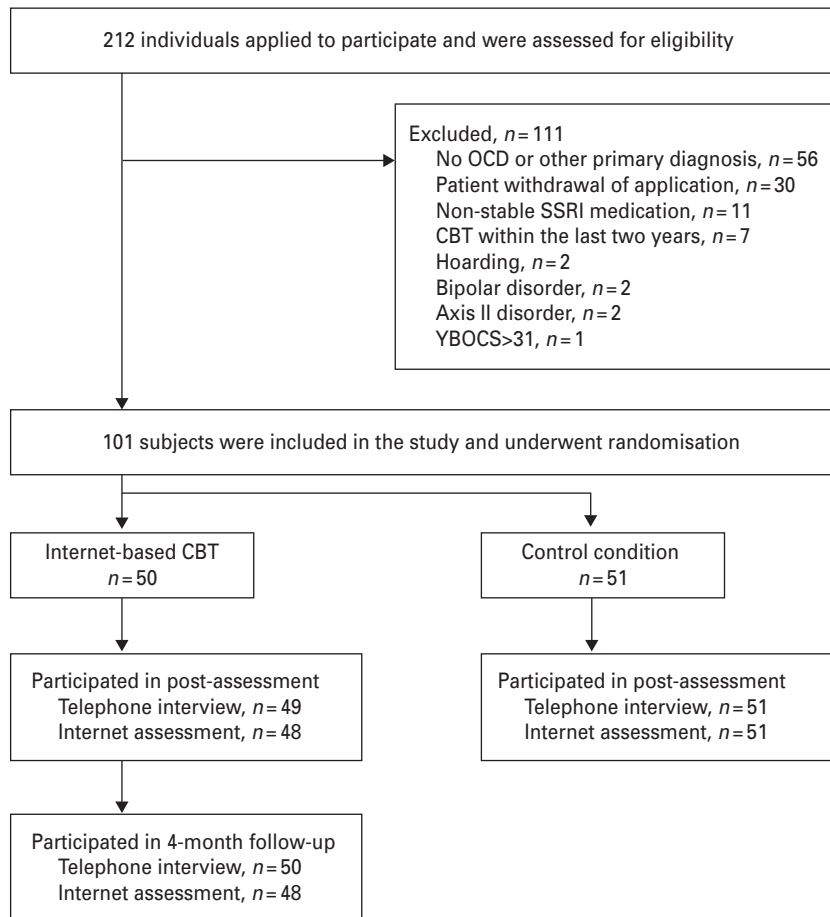 212 individuals applied to participate and were assessed for eligibility
Excluded, n=111
No OCD or other primary diagnosis, n=56
Patient withdrawal of application, n=30
Non-stable SSRI medication, n=11
CBT within the last two years, n=7
Hoarding, n=2
Bipolar disorder, n=2
Axis II disorder, n=2
YBOCS>31, n=1
101 subjects were included in the study and underwent randomisation
Internet-based CBT
n=50
Control condition
n=51
Participated in post-assessment
Telephone interview, n=49
Internet assessment, n=48
Participated in post-assessment
Telephone interview, n=51
Internet assessment, n=51
Participated in 4-month follow-up
Telephone interview, n=50
Internet assessment, n=48